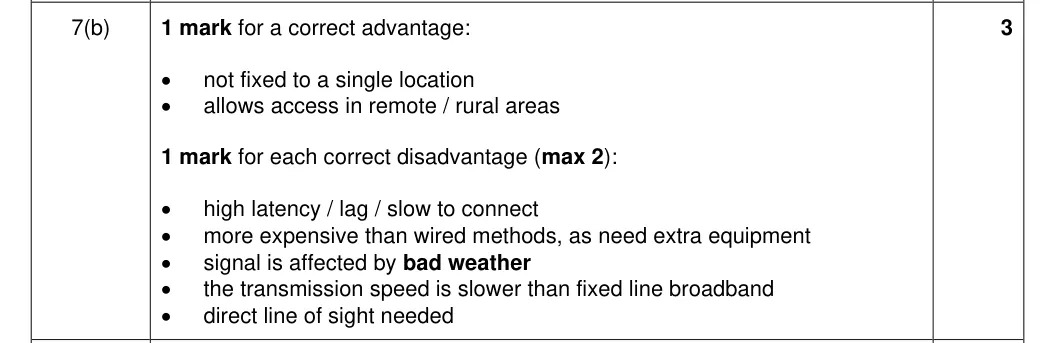 7(b) 1 mark for a correct advantage: 3
• not fixed to a single location
• allows access in remote / rural areas
1 mark for each correct disadvantage (max 2):
• high latency / lag / slow to connect
• more expensive than wired methods, as need extra equipment
• signal is affected by bad weather
• the transmission speed is slower than fixed line broadband
• direct line of sight needed